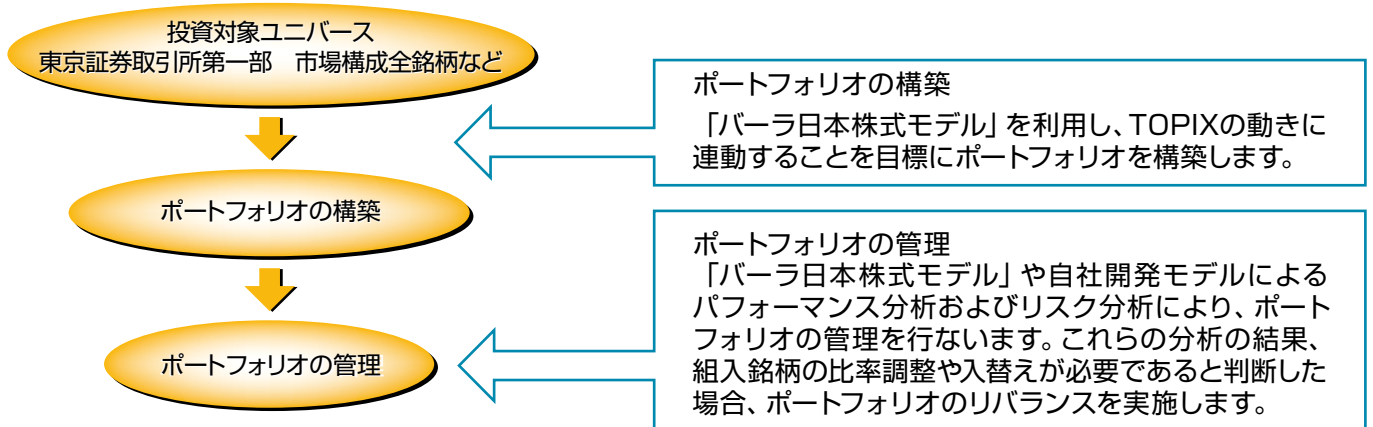 投資対象ユニバース
東京証券取引所第一部　市場構成全銘柄など
ポートフォリオの構築
「バーラ日本株式モデル」を利用し、TOPIXの動きに
連動することを目標にポートフォリオを構築します。
ポートフォリオの構築
ポートフォリオの管理
「バーラ日本株式モデル」や自社開発モデルによる
パフォーマンス分析およびリスク分析により、ポート
フォリオの管理を行ないます。これらの分析の結果、
組入銘柄の比率調整や入替えが必要であると判断した
場合、ポートフォリオのリバランスを実施します。
ポートフォリオの管理